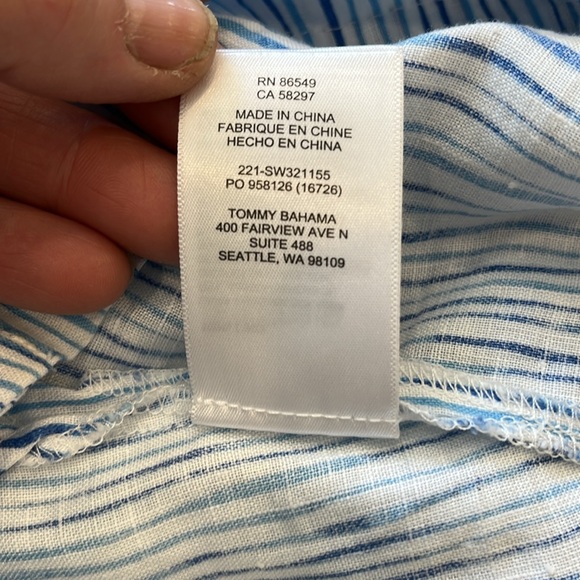 RN 86549
CA 58297
MADE IN CHINA
FABRIQUE EN CHINE
HECHO EN CHINA
221-SW321155
PO 958126 (16726)
TOMMY BAHAMA
400 FAIRVIEW AVE N
SUITE 488
SEATTLE, WA 98109